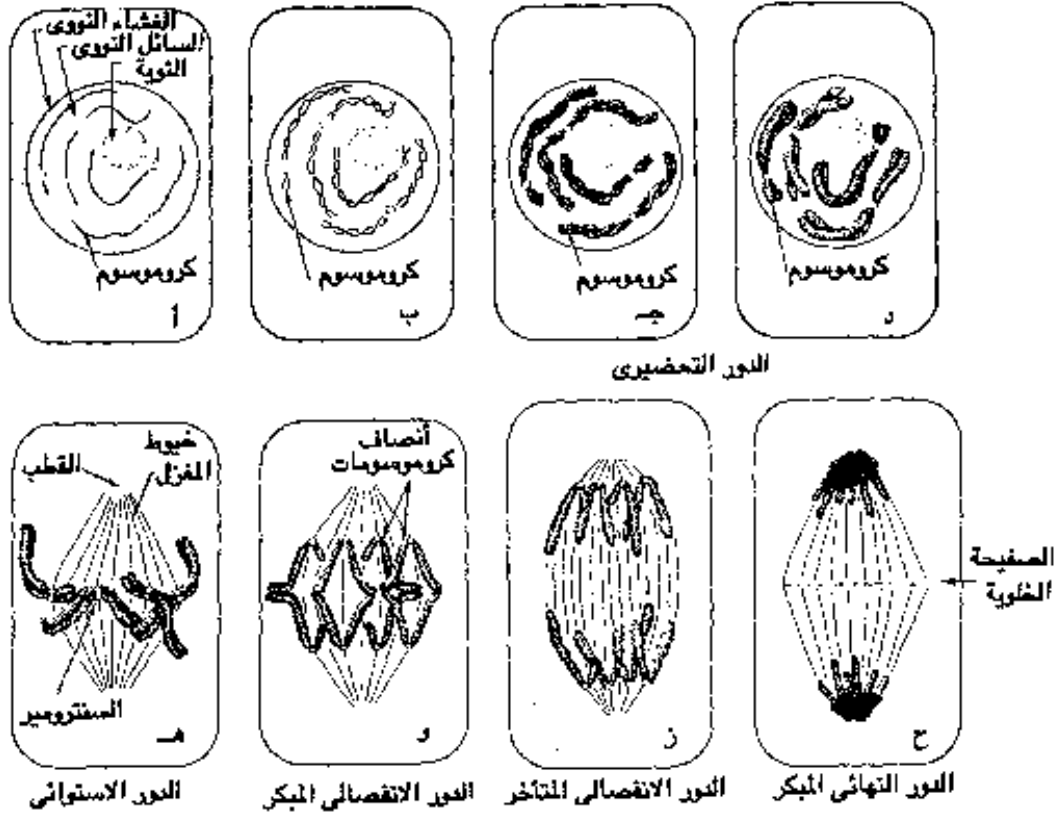 الغشاء النووى
السائل النووى
النوية
كروموسوم
أ
كروموسوم
ب
كروموسوم
جـ
كروموسوم
د
الدور التحضيرى
خيوط
المغزل
القطب
السنترومير
هـ
أنصاف
كروموسومات
و
ز
الصفيحة
الخلوية
ح
الدور الاستوائى
الدور الانفصالى المبكر
الدور الانفصالى المتأخر
الدور النهائى المبكر